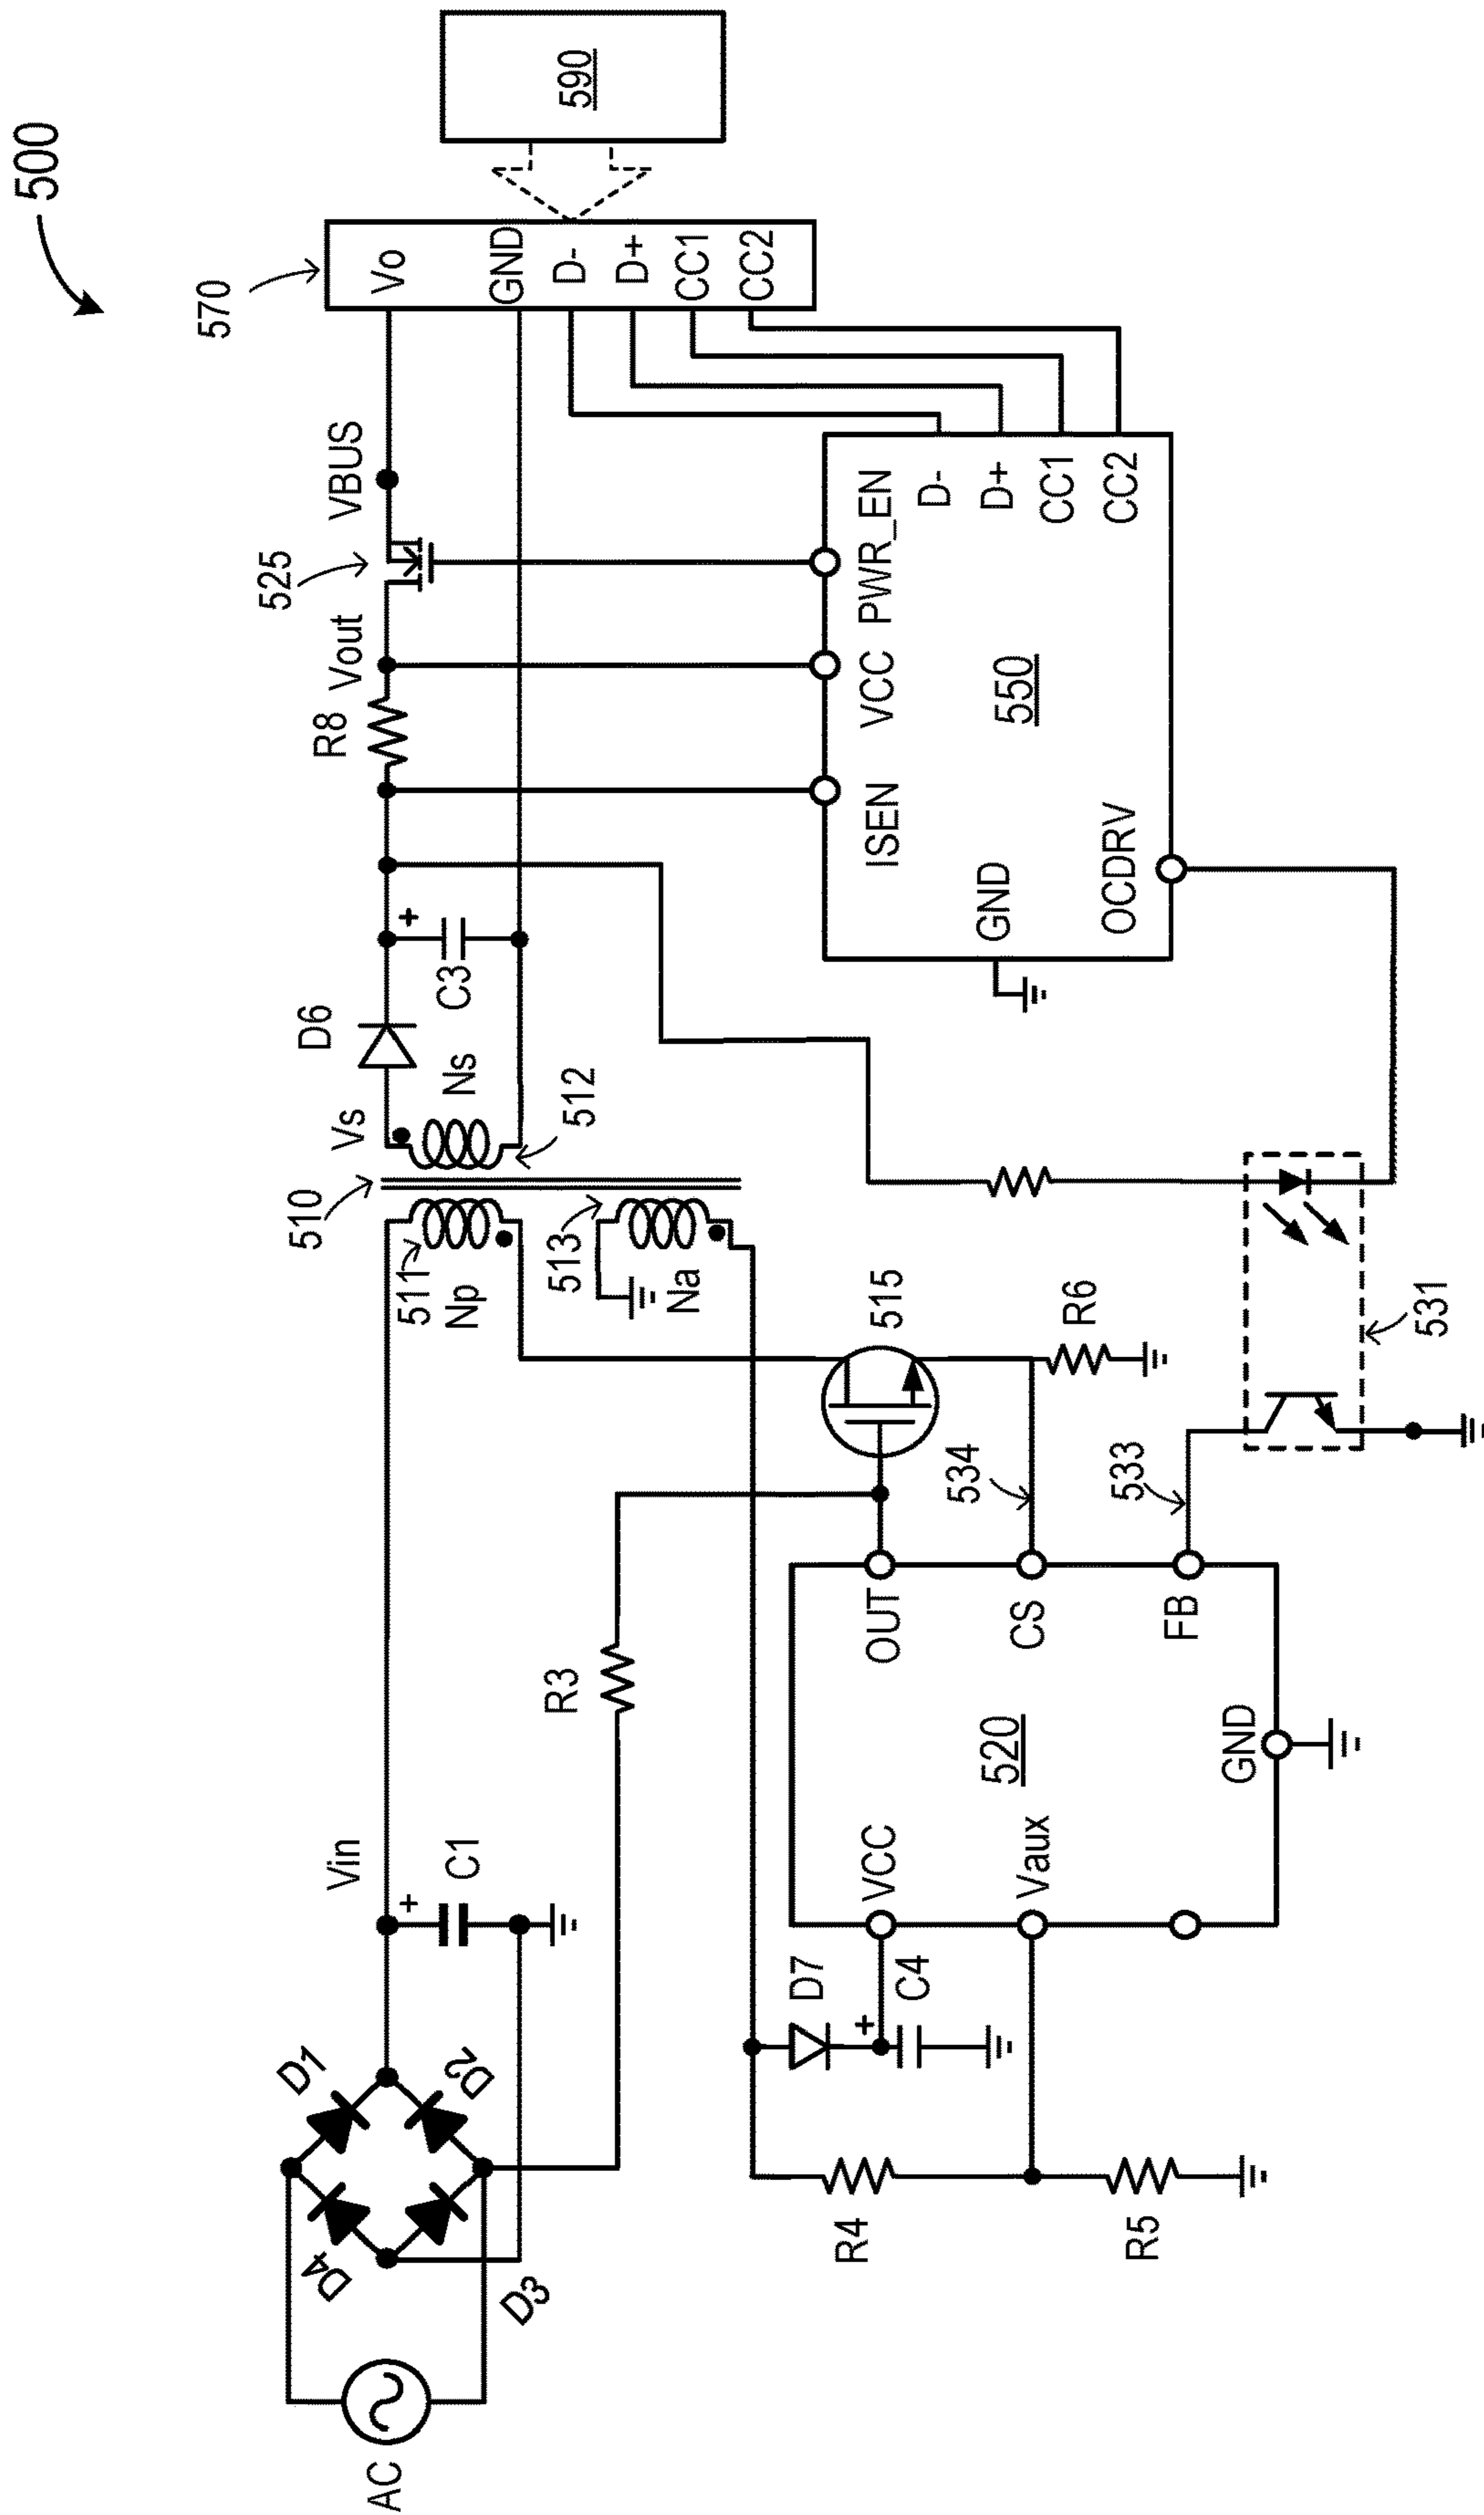 500
AC
D1
D2
D3
D4
Vin
C1
+
R3
510
511
Np
513
Na
Vs
Ns
512
D6
C3
+
R8
Vout
525
VBUS
570
Vo
GND
D-
D+
CC1
CC2
590
ISEN
VCC
PWR_EN
D-
D+
CC1
CC2
550
GND
OCDRV
515
R6
534
533
531
OUT
CS
FB
520
GND
VCC
Vaux
D7
+
C4
R4
R5